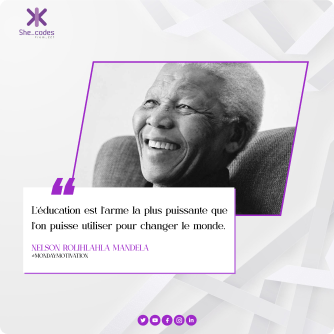 She_codes
L'éducation est l'arme la plus puissante que
l'on puisse utiliser pour changer le monde.
NELSON ROLIHLAHLA MANDELA
#MONDAYMOTIVATION